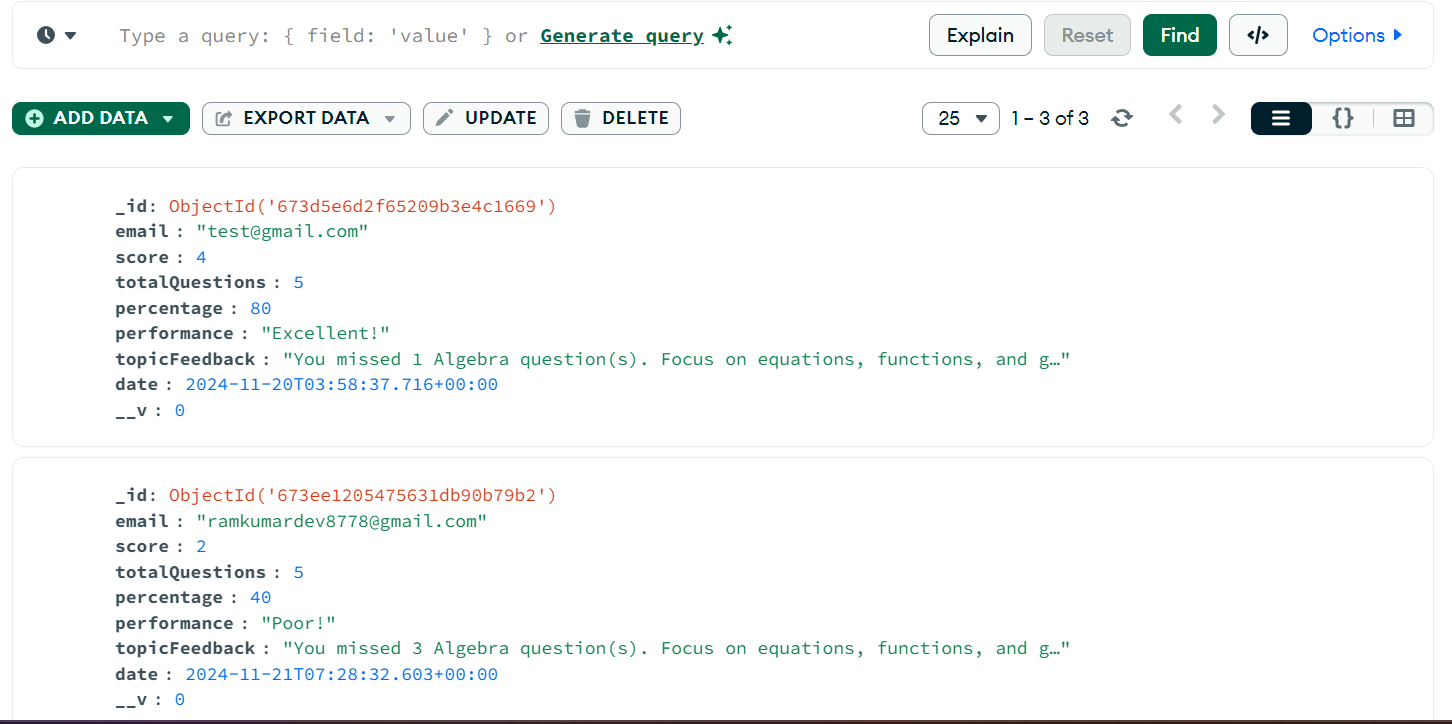 Type a query: { field: 'value' } or Generate query
Explain Reset Find </> Options
ADD DATA EXPORT DATA UPDATE DELETE 25 1 – 3 of 3 {}
_id: ObjectId('673d5e6d2f65209b3e4c1669')
email : "test@gmail.com"
score : 4
totalQuestions : 5
percentage : 80
performance : "Excellent!"
topicFeedback : "You missed 1 Algebra question(s). Focus on equations, functions, and g…"
date : 2024-11-20T03:58:37.716+00:00
__v : 0
_id: ObjectId('673ee1205475631db90b79b2')
email : "ramkumardev8778@gmail.com"
score : 2
totalQuestions : 5
percentage : 40
performance : "Poor!"
topicFeedback : "You missed 3 Algebra question(s). Focus on equations, functions, and g…"
date : 2024-11-21T07:28:32.603+00:00
__v : 0